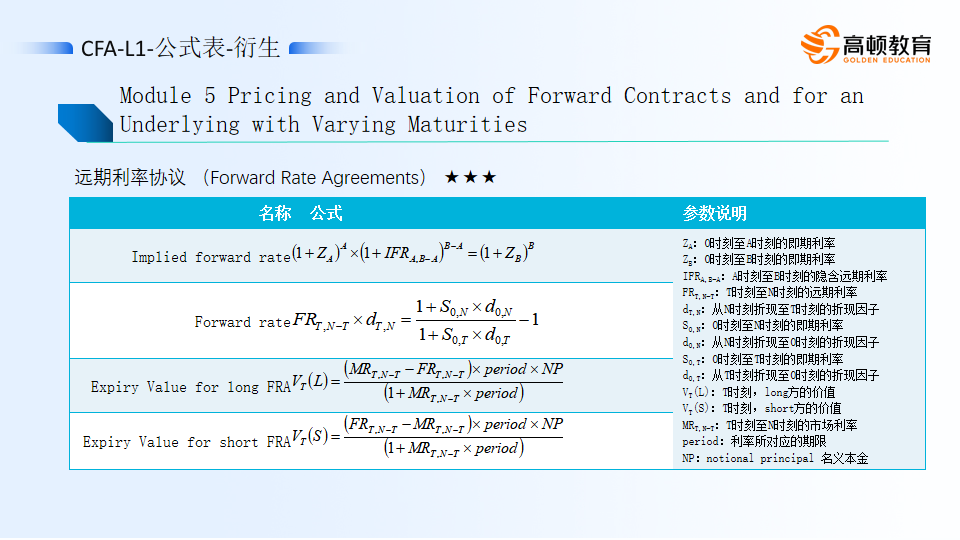 CFA-L1-公式表-衍生
高顿教育
GOLDEN EDUCATION
Module 5 Pricing and Valuation of Forward Contracts and for an
Underlying with Varying Maturities
远期利率协议 （Forward Rate Agreements） ★★★
名称 公式 参数说明
Implied forward rate (1+Z_A)^A×(1+IFR_{A,B−A})^{B−A}=(1+Z_B)^B
Forward rate FR_{T,N−T}×d_{T,N}=\frac{1+S_{0,N}×d_{0,N}}{1+S_{0,T}×d_{0,T}}−1
Expiry Value for long FRA V_T(L)=\frac{(MR_{T,N−T}−FR_{T,N−T})×period×NP}{(1+MR_{T,N−T}×period)}
Expiry Value for short FRA V_T(S)=\frac{(FR_{T,N−T}−MR_{T,N−T})×period×NP}{(1+MR_{T,N−T}×period)}
Z_A：0时刻至A时刻的即期利率
Z_B：0时刻至B时刻的即期利率
IFR_{A,B-A}：A时刻至B时刻的隐含远期利率
FR_{T,N-T}：T时刻至N时刻的远期利率
d_{T,N}：从N时刻折现至T时刻的折现因子
S_{0,N}：0时刻至N时刻的即期利率
d_{0,N}：从N时刻折现至0时刻的折现因子
S_{0,T}：0时刻至T时刻的即期利率
d_{0,T}：从T时刻折现至0时刻的折现因子
V_T(L)：T时刻，long方的价值
V_T(S)：T时刻，short方的价值
MR_{T,N-T}：T时刻至N时刻的市场利率
period：利率所对应的期限
NP：notional principal 名义本金